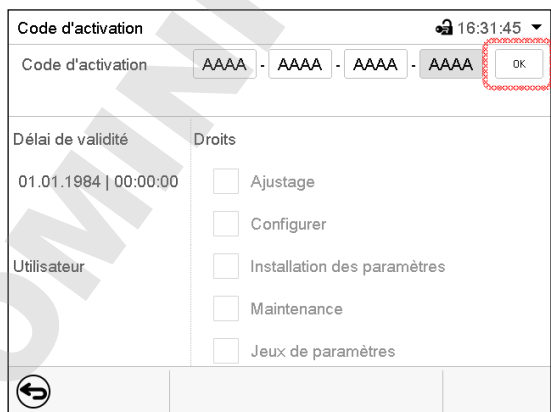 Code d'activation 16:31:45
Code d'activation AAAA - AAAA - AAAA - AAAA OK
Délai de validité Droits
01.01.1984 | 00:00:00 Ajustage
Configurer
Utilisateur Installation des paramètres
Maintenance
Jeux de paramètres